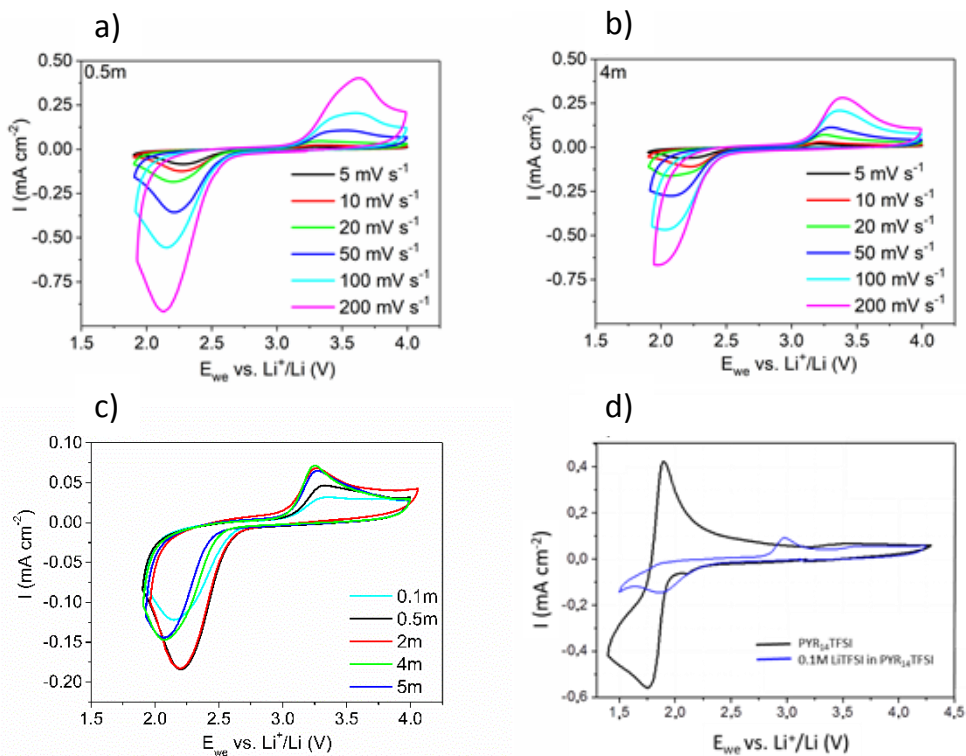 a)
0.5m
0.50
0.25
0.00
-0.25
-0.50
-0.75
I (mA cm⁻²)
5 mV s⁻¹
10 mV s⁻¹
20 mV s⁻¹
50 mV s⁻¹
100 mV s⁻¹
200 mV s⁻¹
2.0 2.5 3.0 3.5 4.0
E_we vs. Li⁺/Li (V)
b)
4m
0.50
0.25
0.00
-0.25
-0.50
-0.75
I (mA cm⁻²)
5 mV s⁻¹
10 mV s⁻¹
20 mV s⁻¹
50 mV s⁻¹
100 mV s⁻¹
200 mV s⁻¹
2.0 2.5 3.0 3.5 4.0
E_we vs. Li⁺/Li (V)
c)
0.10
0.05
0.00
-0.05
-0.10
-0.15
-0.20
I (mA cm⁻²)
0.1m
0.5m
2m
4m
5m
2.0 2.5 3.0 3.5 4.0
E_we vs. Li⁺/Li (V)
d)
0,4
0,2
0,0
-0,2
-0,4
-0,6
I (mA cm⁻²)
PYR₁₄TFSI
0.1M LiTFSI in PYR₁₄TFSI
1,5 2,0 2,5 3,0 3,5 4,0 4,5
E_we vs. Li⁺/Li (V)